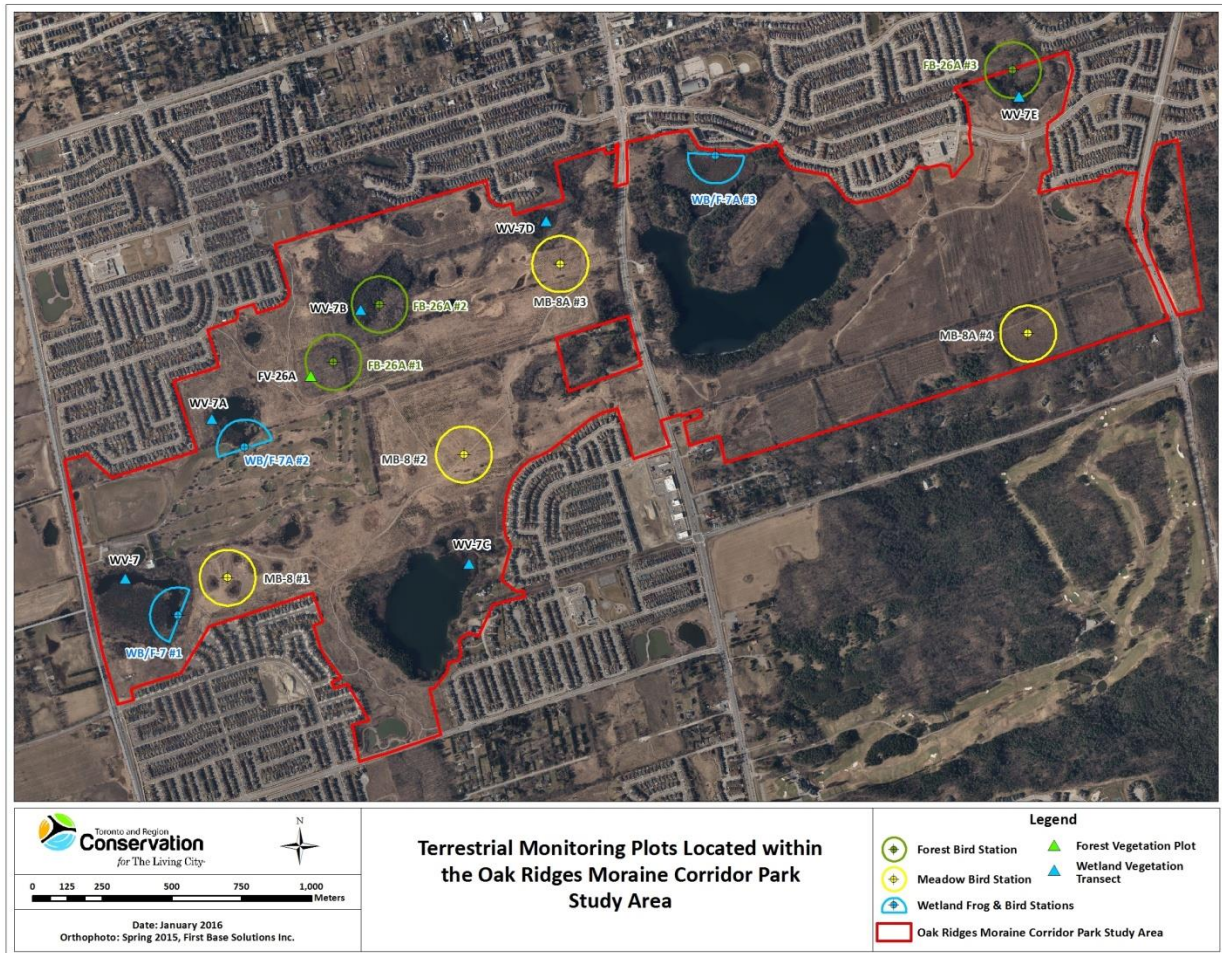 FB-26A #3
WV-7E
WB/F-7A #3
WV-7D
MB-8A #3
WV-7B
FB-26A #2
MB-8A #4
FB-26A #1
FV-26A
WV-7A
WB/F-7A #2
MB-8 #2
WV-7
WV-7C
MB-8 #1
WB/F-7 #1
Toronto and Region
Conservation
for The Living City·
N
0 125 250 500 750 1,000
Meters
Date: January 2016
Orthophoto: Spring 2015, First Base Solutions Inc.
Terrestrial Monitoring Plots Located within
the Oak Ridges Moraine Corridor Park
Study Area
Legend
Forest Bird Station
Meadow Bird Station
Wetland Frog & Bird Stations
Oak Ridges Moraine Corridor Park Study Area
Forest Vegetation Plot
Wetland Vegetation
Transect